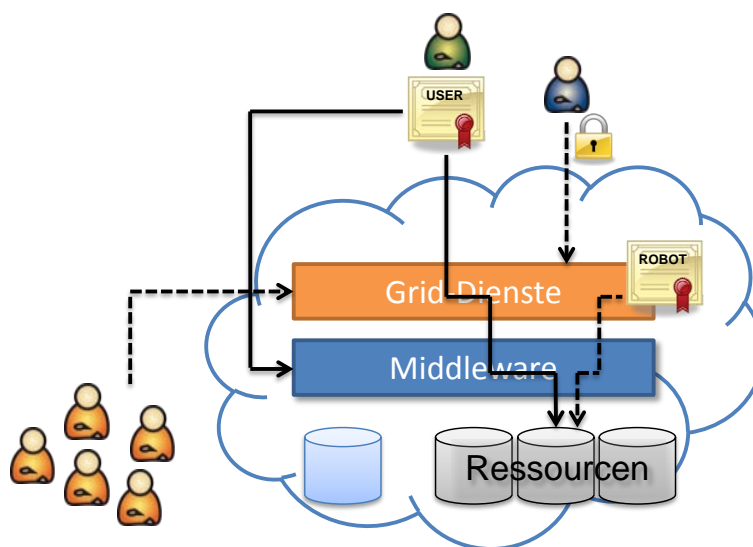 USER
ROBOT
Grid-Dienste
Middleware
Ressourcen